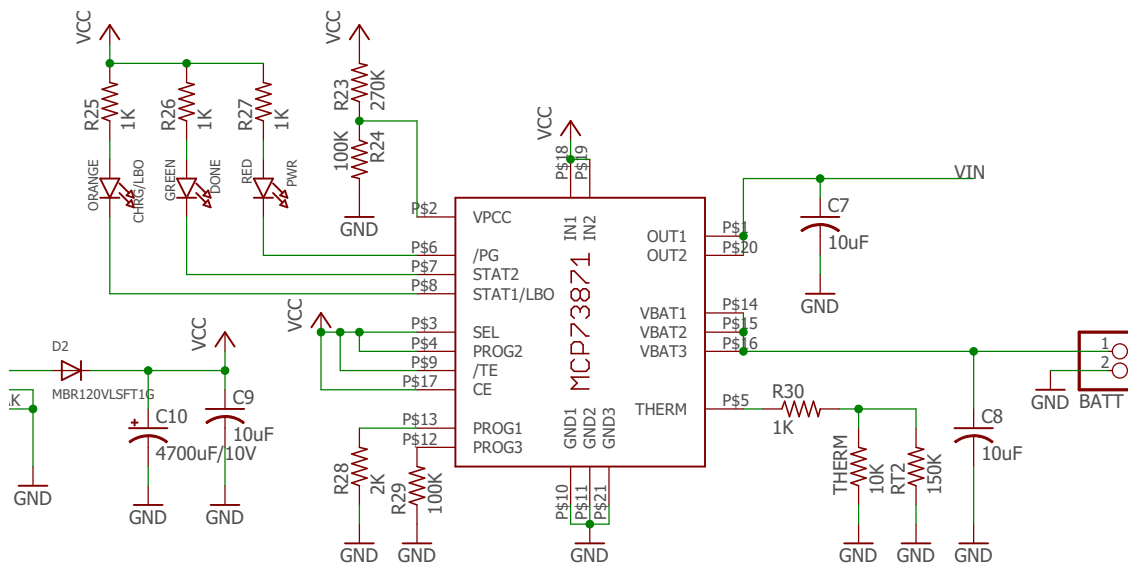 VCC
R25
1K
R26
1K
R27
1K
ORANGE
CHRG/LBO
GREEN
DONE
RED
PWR
VCC
R23
270K
100K
R24
GND
VCC
P$18
P$19
IN1
IN2
P$2
VPCC
P$6
/PG
P$7
STAT2
P$8
STAT1/LBO
P$3
SEL
P$4
PROG2
P$9
/TE
P$17
CE
P$13
PROG1
P$12
PROG3
VCC
MCP73871
OUT1
P$1
OUT2
P$20
VBAT1
P$14
VBAT2
P$15
VBAT3
P$16
THERM
P$5
GND1
GND2
GND3
P$10
P$11
P$21
GND
VIN
C7
10uF
GND
1
2
BATT
GND
R30
1K
THERM
10K
RT2
150K
C8
10uF
GND
GND
GND
R28
2K
R29
100K
GND
GND
D2
MBR120VLSFT1G
VCC
C10
4700uF/10V
C9
10uF
GND
GND
GND